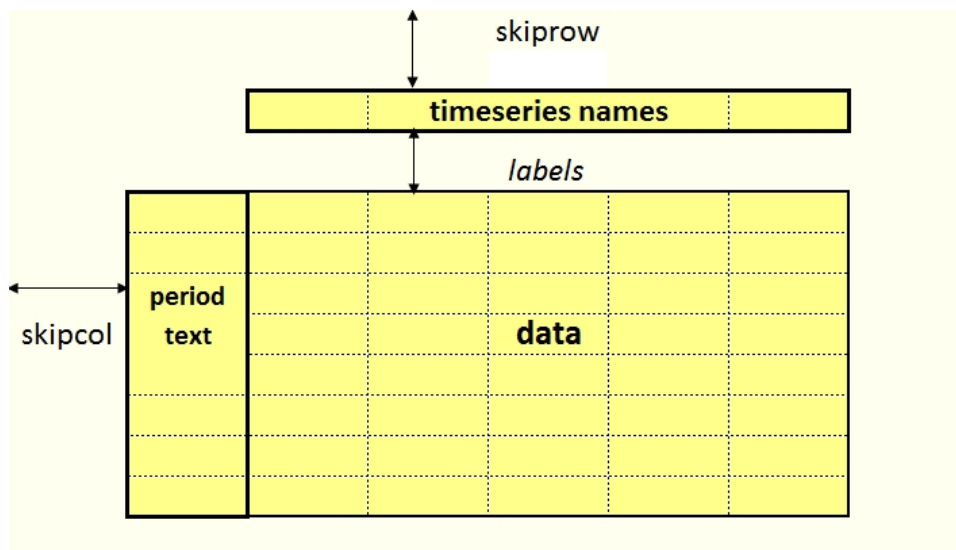 skiprow
timeseries names
labels
period
text
skipcol
data